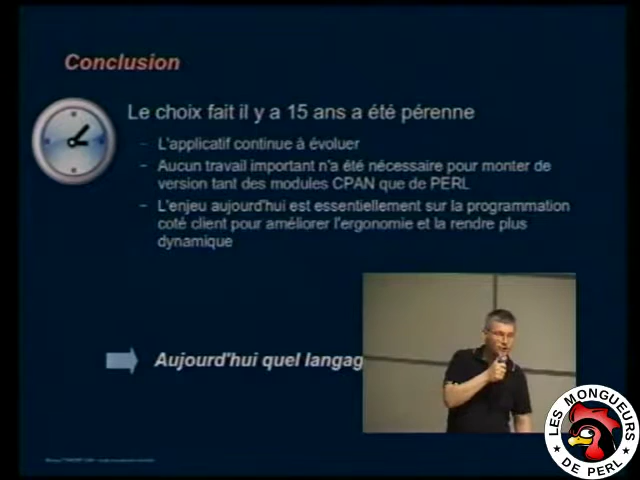 Conclusion
Le choix fait il y a 15 ans a été pérenne
- L'applicatif continue à évoluer
- Aucun travail important n'a été nécessaire pour monter de
version tant des modules CPAN que de PERL
- L'enjeu aujourd'hui est essentiellement sur la programmation
coté client pour améliorer l'ergonomie et la rendre plus
dynamique
Aujourd'hui quel langag
LES MONGUEURS
DE PERL